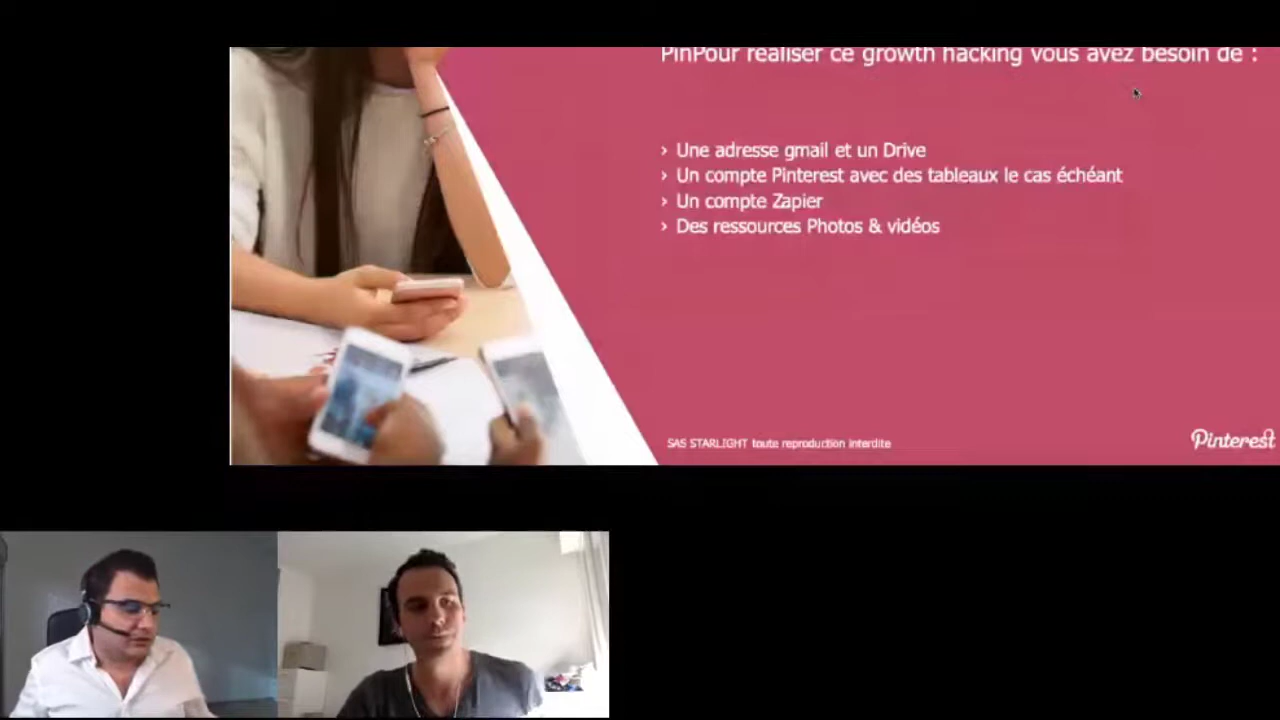 PinPour réaliser ce growth hacking vous avez besoin de :
› Une adresse gmail et un Drive
› Un compte Pinterest avec des tableaux le cas échéant
› Un compte Zapier
› Des ressources Photos & vidéos
SAS STARLIGHT toute reproduction interdite
Pinterest